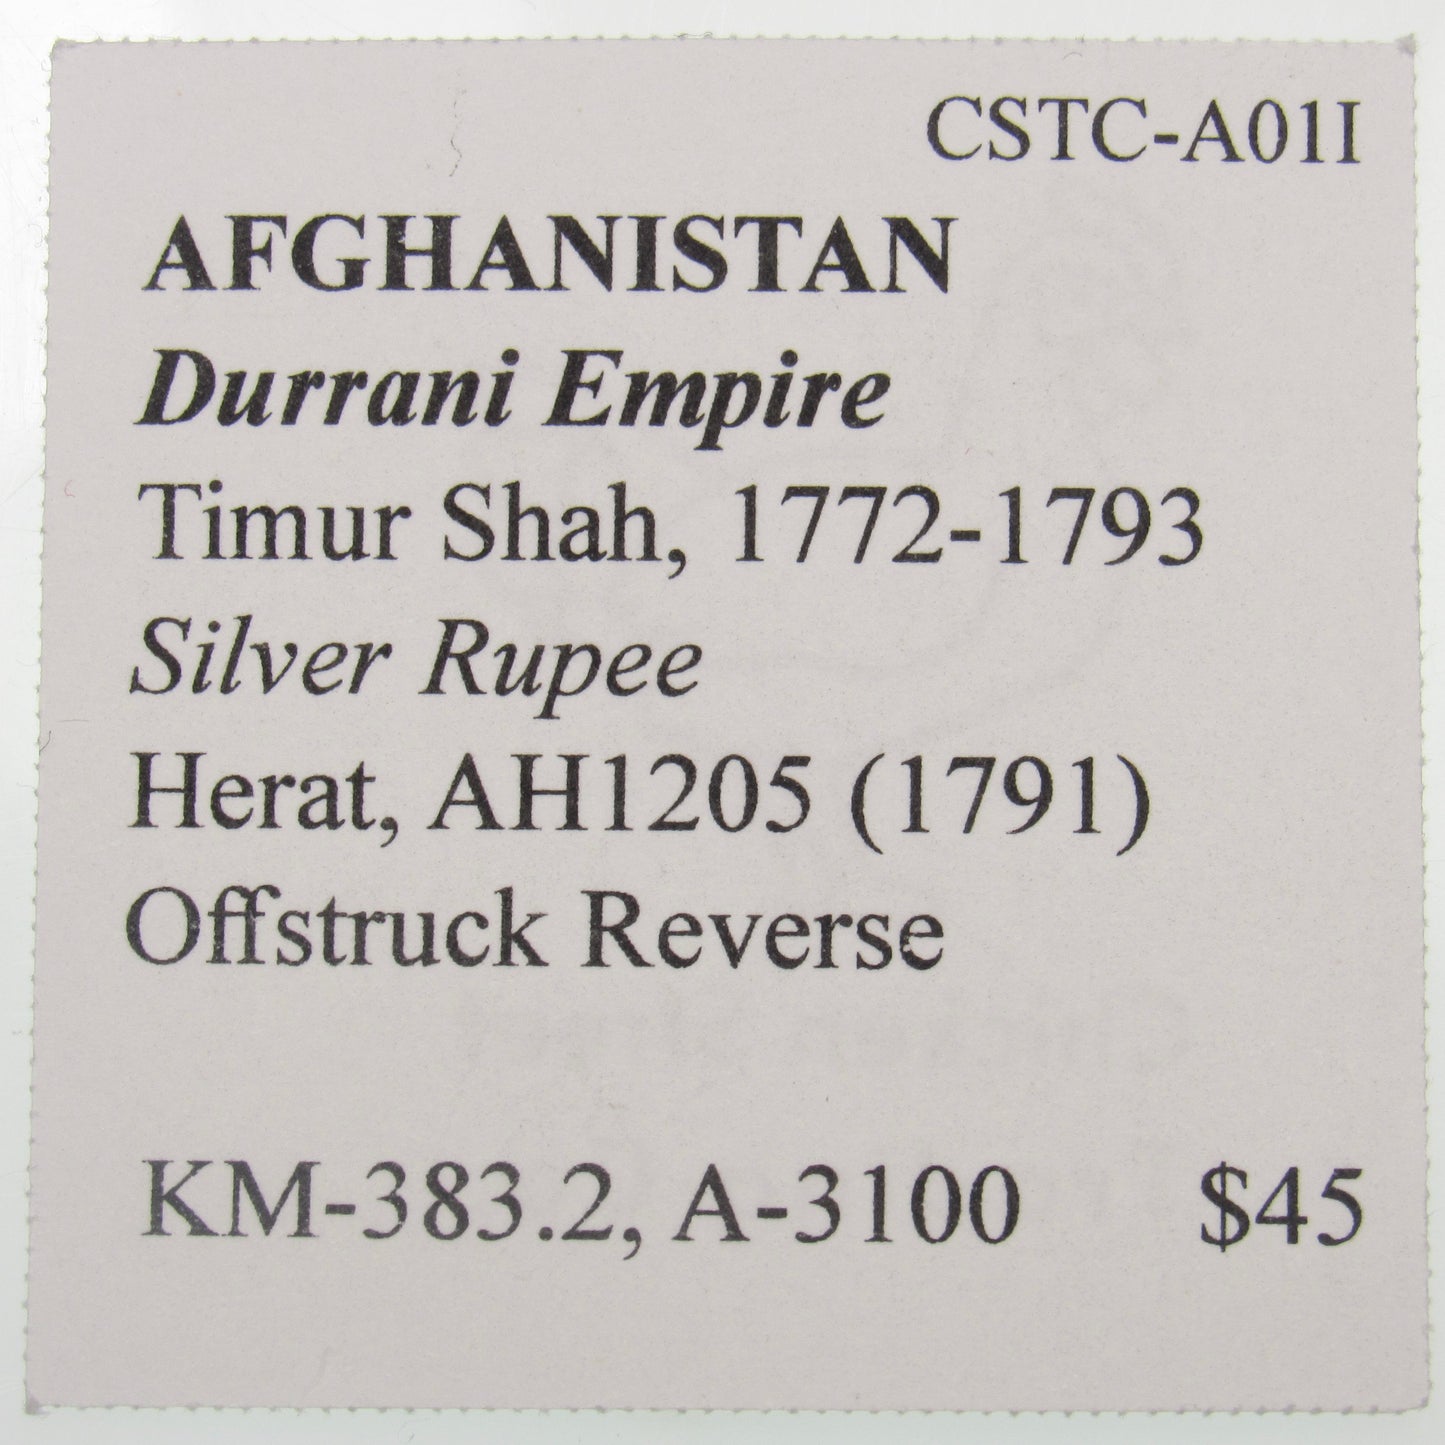 CSTC-A01I
AFGHANISTAN
Durrani Empire
Timur Shah, 1772-1793
Silver Rupee
Herat, AH1205 (1791)
Offstruck Reverse
KM-383.2, A-3100 $45